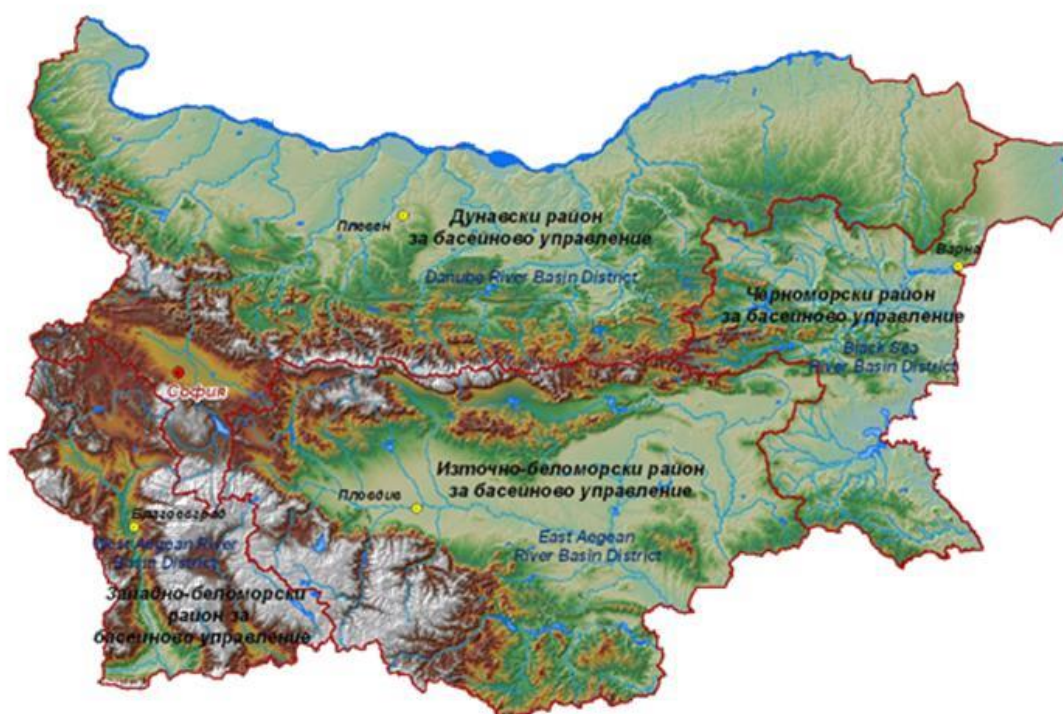 Плевен
Дунавски район
за басейново управление
Danube River Basin District
Варна
Черноморски район
за басейново управление
Black Sea
River Basin District
София
Източно-беломорски район
за басейново управление
Пловдив
East Aegean
River Basin District
Благоевград
West Aegean River
Basin District
Западно-беломорски
район за
басейново управление